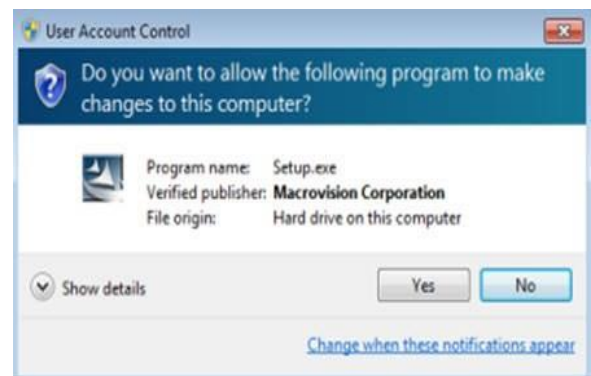 User Account Control
Do you want to allow the following program to make
changes to this computer?
Program name: Setup.exe
Verified publisher: Macrovision Corporation
File origin: Hard drive on this computer
Show details
Yes
No
Change when these notifications appear